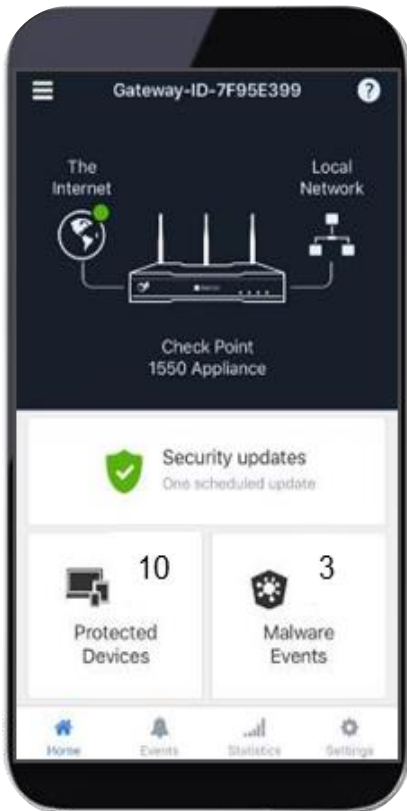 Gateway-ID-7F95E399
?
The
Internet
Local
Network
Check Point
1550 Appliance
Security updates
One scheduled update
10
Protected
Devices
3
Malware
Events
Home
Events
Statistics
Settings